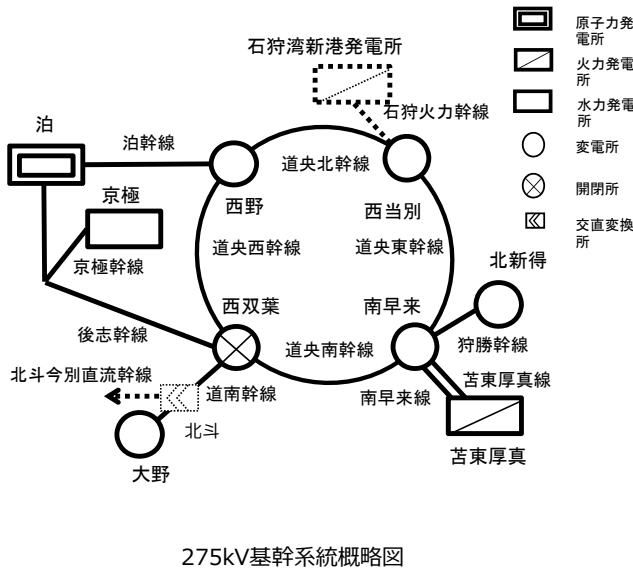 原子力発
電所
石狩湾新港発電所
火力発電
所
石狩火力幹線
水力発電
所
泊
泊幹線
道央北幹線
変電所
京極
西野
西当別
開閉所
京極幹線
道央西幹線
道央東幹線
交直変換
所
北新得
西双葉
南早来
後志幹線
道央南幹線
狩勝幹線
北斗今別直流幹線
道南幹線
南早来線
苫東厚真線
北斗
大野
苫東厚真
275kV基幹系統概略図